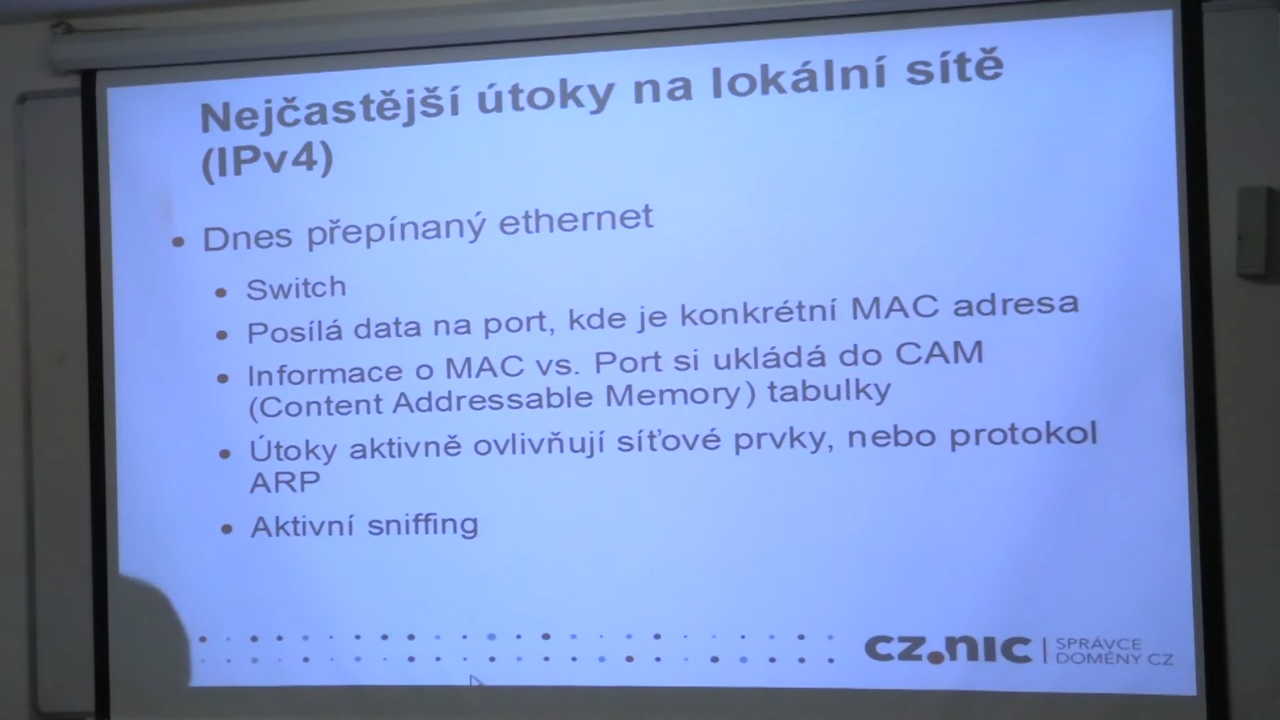 Nejčastější útoky na lokální sítě
(IPv4)
• Dnes přepínaný ethernet
• Switch
• Posílá data na port, kde je konkrétní MAC adresa
• Informace o MAC vs. Port si ukládá do CAM
(Content Addressable Memory) tabulky
• Útoky aktivně ovlivňují síťové prvky, nebo protokol
ARP
• Aktivní sniffing
cz.nic | SPRÁVCE
DOMÉNY CZ